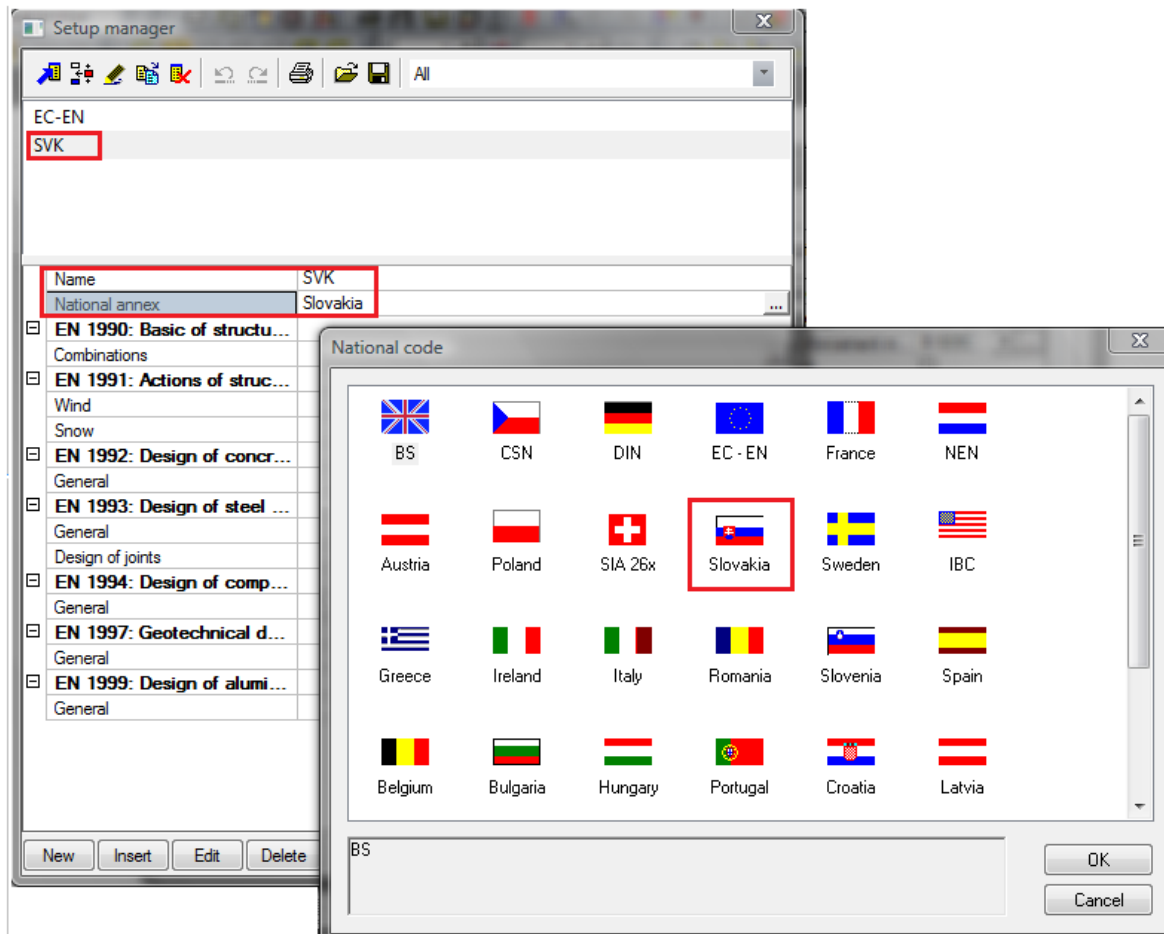 Setup manager
All
EC-EN
SVK
Name SVK
National annex Slovakia ...
EN 1990: Basic of structu...
Combinations
EN 1991: Actions of struc...
Wind
Snow
EN 1992: Design of concr...
General
EN 1993: Design of steel ...
General
Design of joints
EN 1994: Design of comp...
General
EN 1997: Geotechnical d...
General
EN 1999: Design of alumi...
General
New Insert Edit Delete
National code
BS CSN DIN EC - EN France NEN
Austria Poland SIA 26x Slovakia Sweden IBC
Greece Ireland Italy Romania Slovenia Spain
Belgium Bulgaria Hungary Portugal Croatia Latvia
BS
OK
Cancel